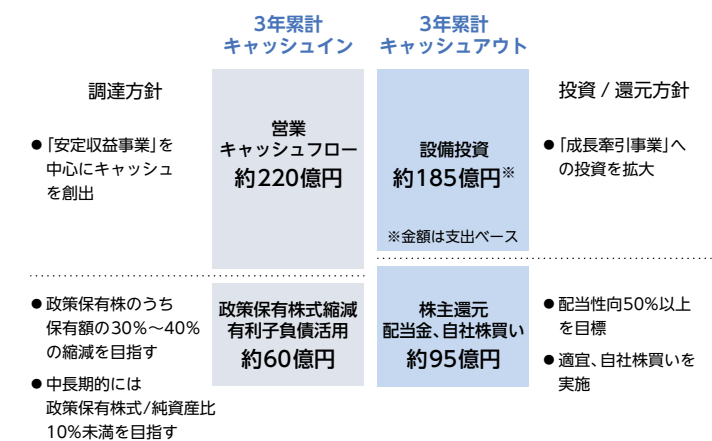 3年累計
キャッシュイン
3年累計
キャッシュアウト
調達方針
● 「安定収益事業」を
中心にキャッシュ
を創出
営業
キャッシュフロー
約220億円
設備投資
約185億円※
※金額は支出ベース
投資 / 還元方針
● 「成長牽引事業」へ
の投資を拡大
● 政策保有株のうち
保有額の30%～40%
の縮減を目指す
● 中長期的には
政策保有株式/純資産比
10%未満を目指す
政策保有株式縮減
有利子負債活用
約60億円
株主還元
配当金、自社株買い
約95億円
● 配当性向50%以上
を目標
● 適宜、自社株買いを
実施